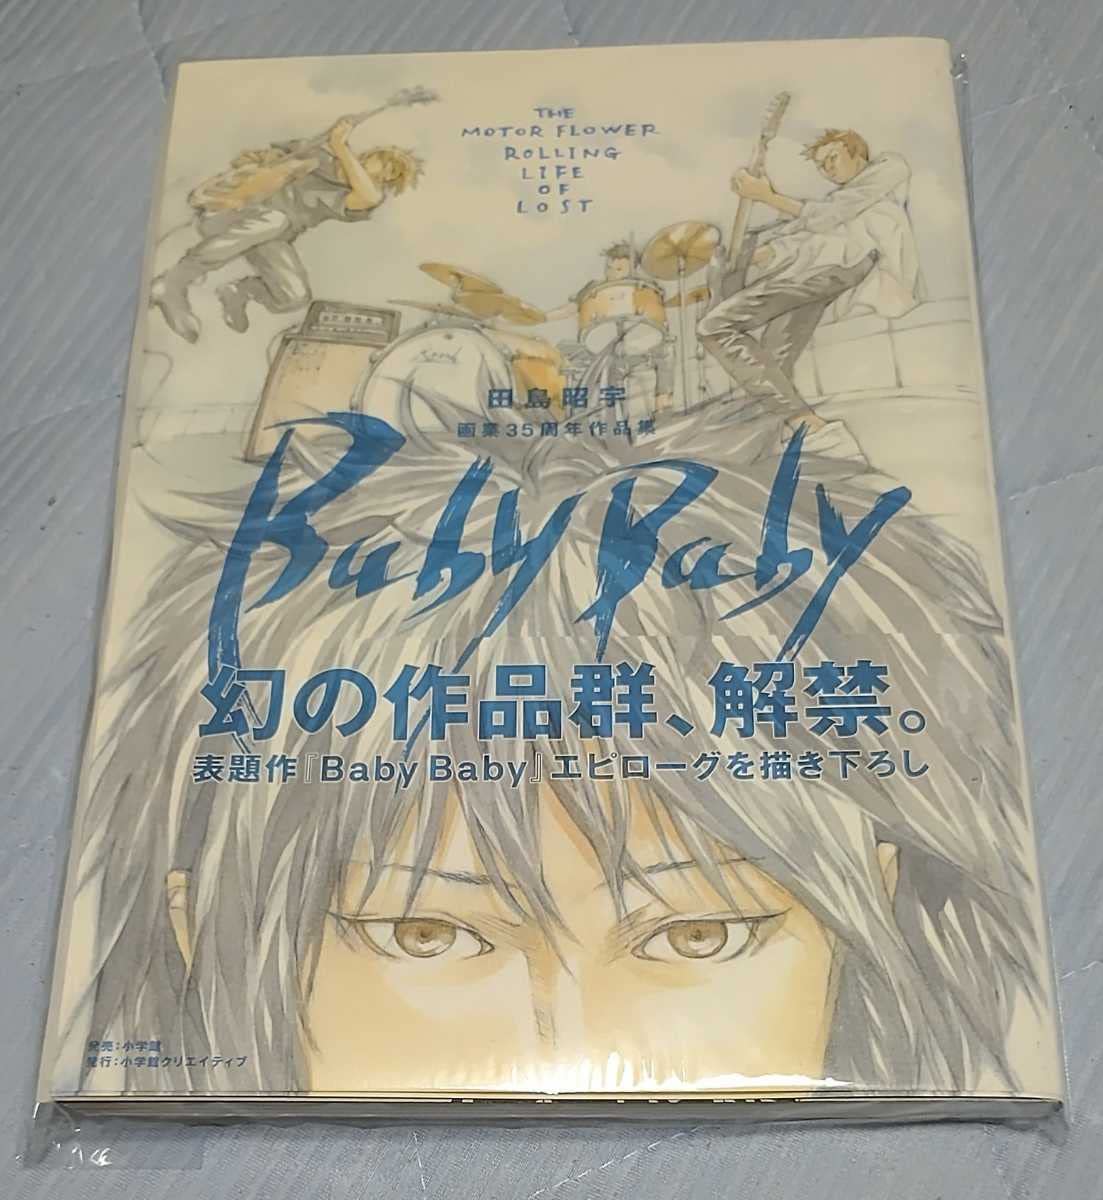 THE
MOTOR FLOWER
ROLLING
LIFE
OF
LOST
田島昭宇
画業35周年作品集
Baby Baby
幻の作品群、解禁。
表題作『Baby Baby』エピローグを描き下ろし
発売：小学館
発行：小学館クリエイティブ